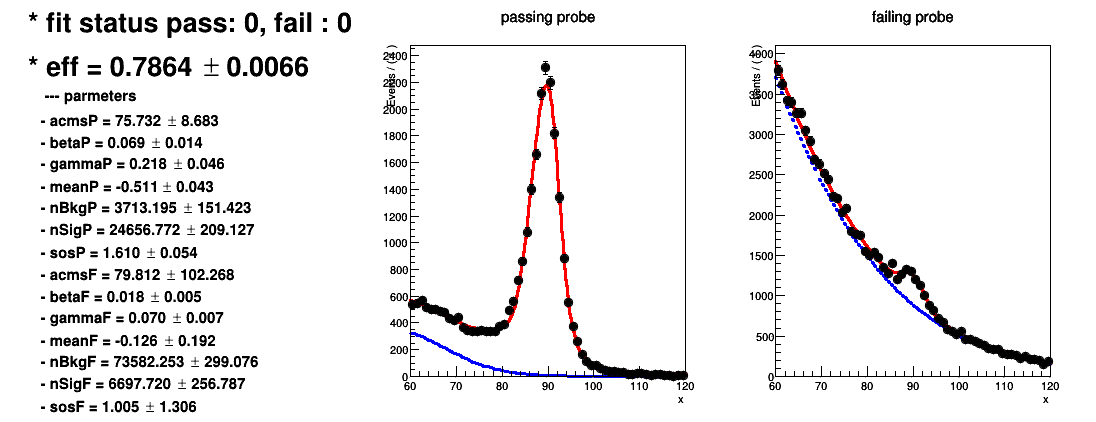 * fit status pass: 0, fail : 0
* eff = 0.7864 ± 0.0066
--- parmeters
- acmsP = 75.732 ± 8.683
- betaP = 0.069 ± 0.014
- gammaP = 0.218 ± 0.046
- meanP = -0.511 ± 0.043
- nBkgP = 3713.195 ± 151.423
- nSigP = 24656.772 ± 209.127
- sosP = 1.610 ± 0.054
- acmsF = 79.812 ± 102.268
- betaF = 0.018 ± 0.005
- gammaF = 0.070 ± 0.007
- meanF = -0.126 ± 0.192
- nBkgF = 73582.253 ± 299.076
- nSigF = 6697.720 ± 256.787
- sosF = 1.005 ± 1.306
passing probe
Events / ( )
2400
2200
2000
1800
1600
1400
1200
1000
800
600
400
200
0
60 70 80 90 100 110 120
x
failing probe
Events / ( )
4000
3500
3000
2500
2000
1500
1000
500
0
60 70 80 90 100 110 120
x